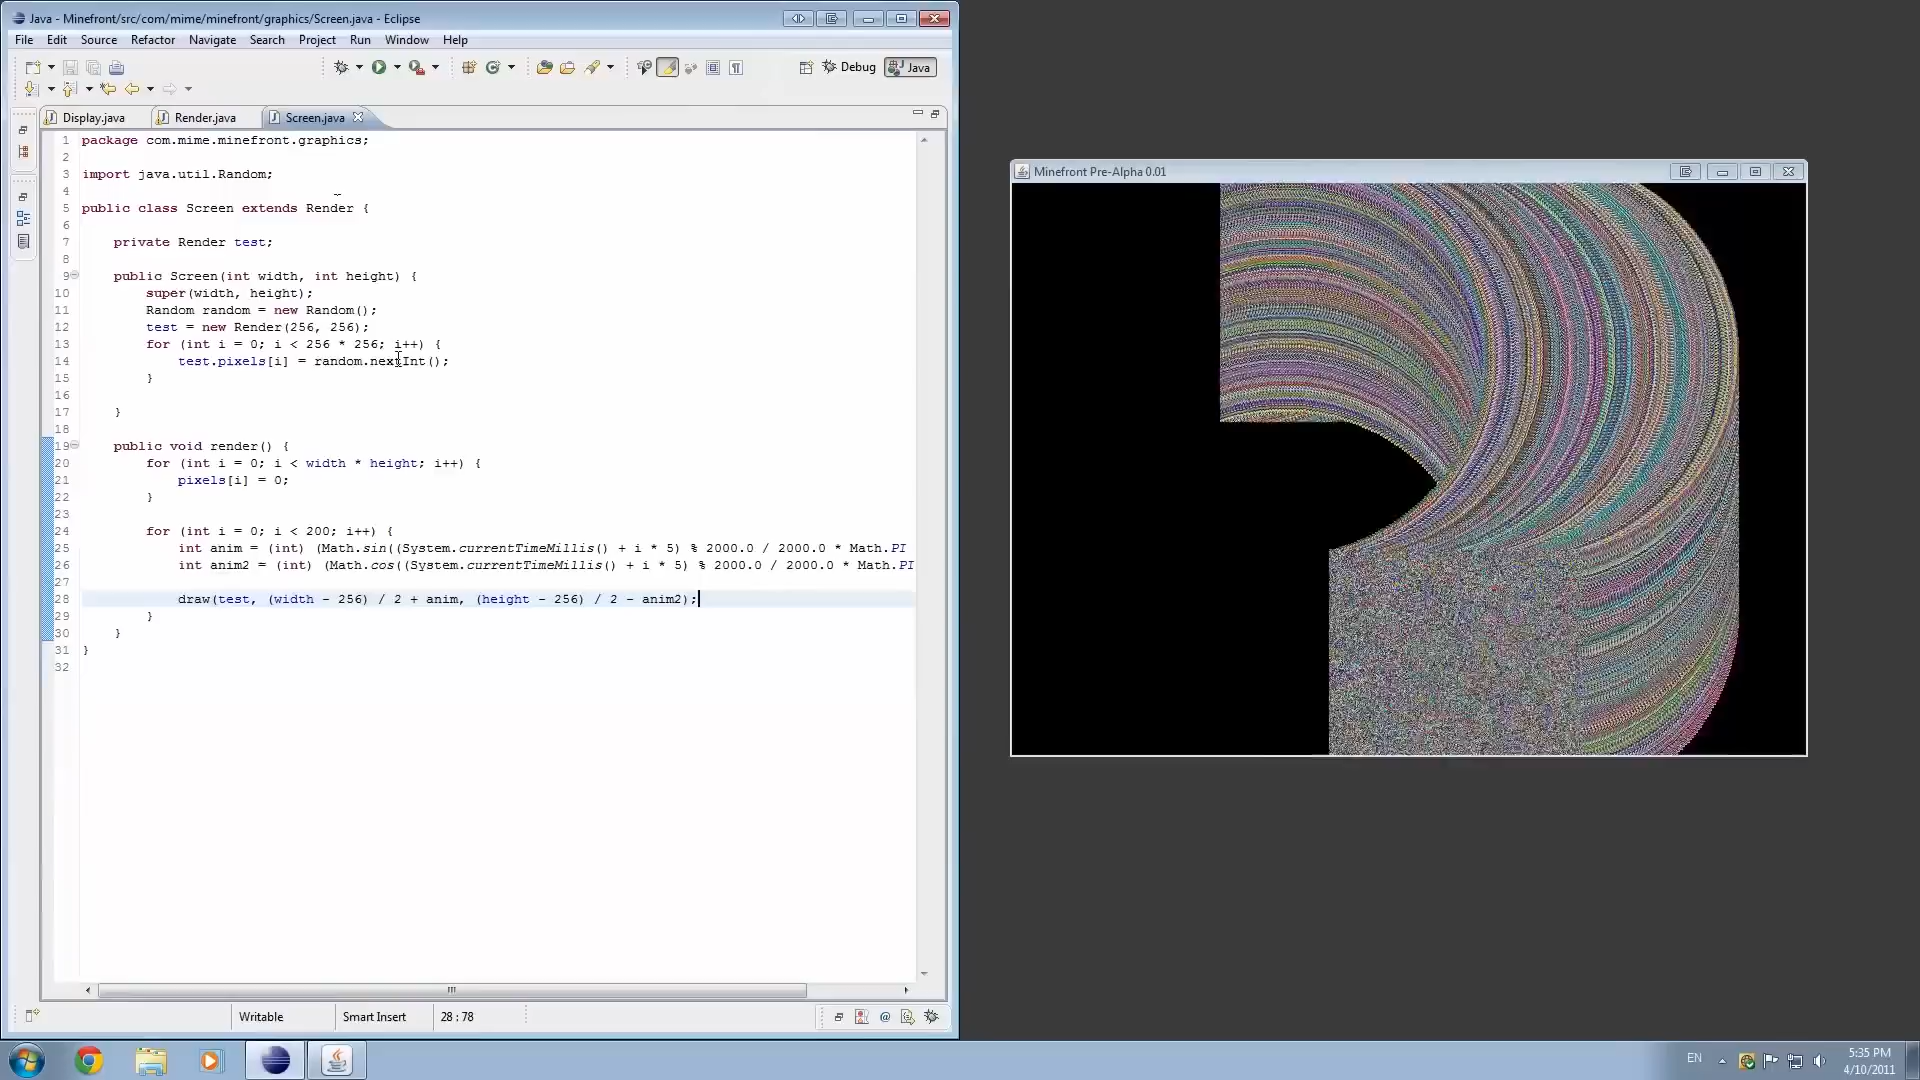 Java - Minefront/src/com/mime/minefront/graphics/Screen.java - Eclipse
File Edit Source Refactor Navigate Search Project Run Window Help
Debug Java
Display.java Render.java Screen.java
1 package com.mime.minefront.graphics;
2
3 import java.util.Random;
4
5 public class Screen extends Render {
6
7 private Render test;
8
9 public Screen(int width, int height) {
10 super(width, height);
11 Random random = new Random();
12 test = new Render(256, 256);
13 for (int i = 0; i < 256 * 256; i++) {
14 test.pixels[i] = random.nextInt();
15 }
16
17 }
18
19 public void render() {
20 for (int i = 0; i < width * height; i++) {
21 pixels[i] = 0;
22 }
23
24 for (int i = 0; i < 200; i++) {
25 int anim = (int) (Math.sin((System.currentTimeMillis() + i * 5) % 2000.0 / 2000.0 * Math.PI
26 int anim2 = (int) (Math.cos((System.currentTimeMillis() + i * 5) % 2000.0 / 2000.0 * Math.PI
27
28 draw(test, (width - 256) / 2 + anim, (height - 256) / 2 - anim2);
29 }
30 }
31 }
32
Writable Smart Insert 28 : 78
Minefront Pre-Alpha 0.01
EN
5:35 PM
4/10/2011